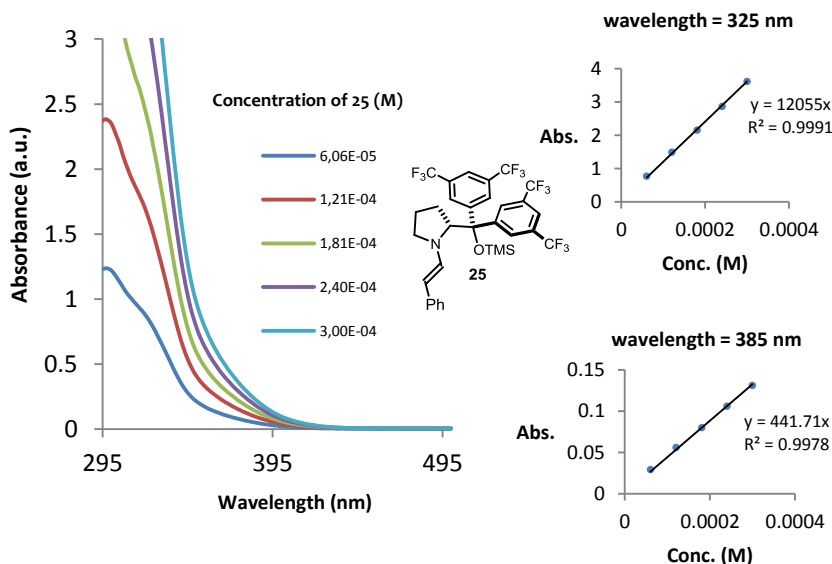 3
2.5
2
1.5
1
0.5
0
295
395
495
Absorbance (a.u.)
Wavelength (nm)
Concentration of 25 (M)
6,06E-05
1,21E-04
1,81E-04
2,40E-04
3,00E-04
F₃C
CF₃
CF₃
N
OTMS
CF₃
25
Ph
wavelength = 325 nm
4
3
2
1
0
Abs.
y = 12055x
R² = 0.9991
0
0.0002
0.0004
Conc. (M)
wavelength = 385 nm
0.15
0.1
0.05
0
Abs.
y = 441.71x
R² = 0.9978
0
0.0002
0.0004
Conc. (M)